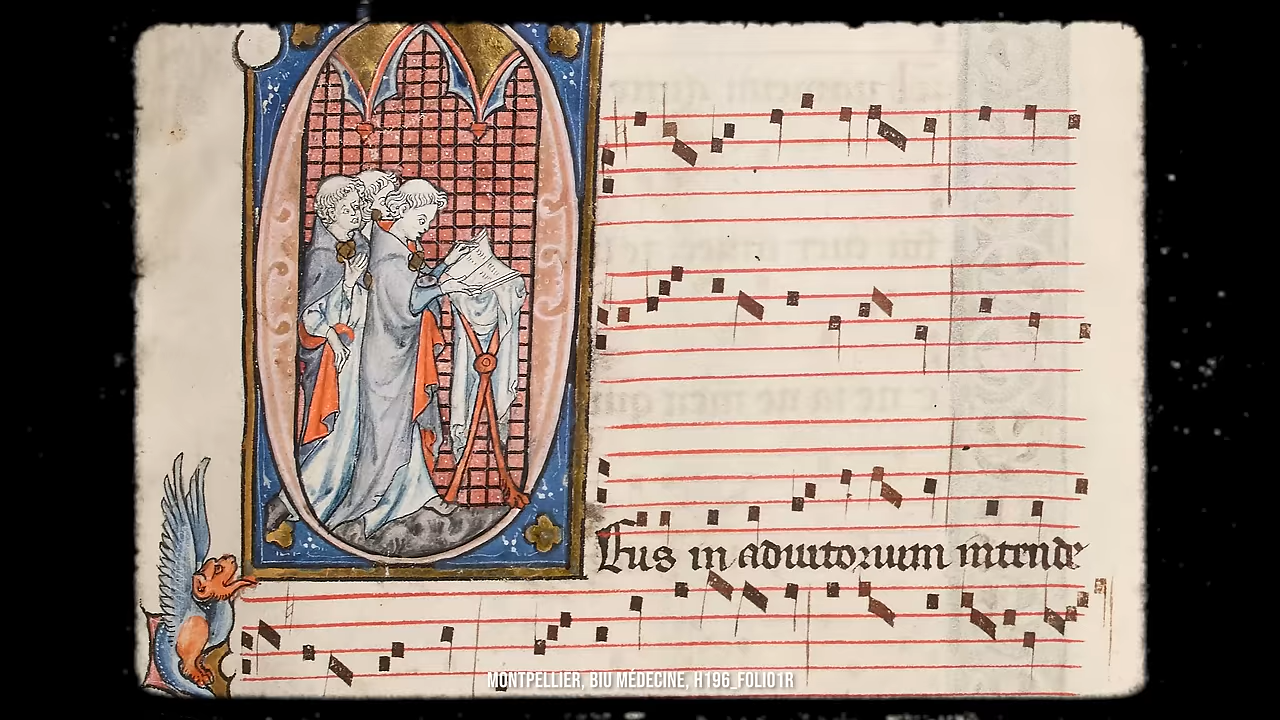 Eus in adiutorium intende
MONTPELLIER, BIU MÉDECINE, H196_FOLIO1R